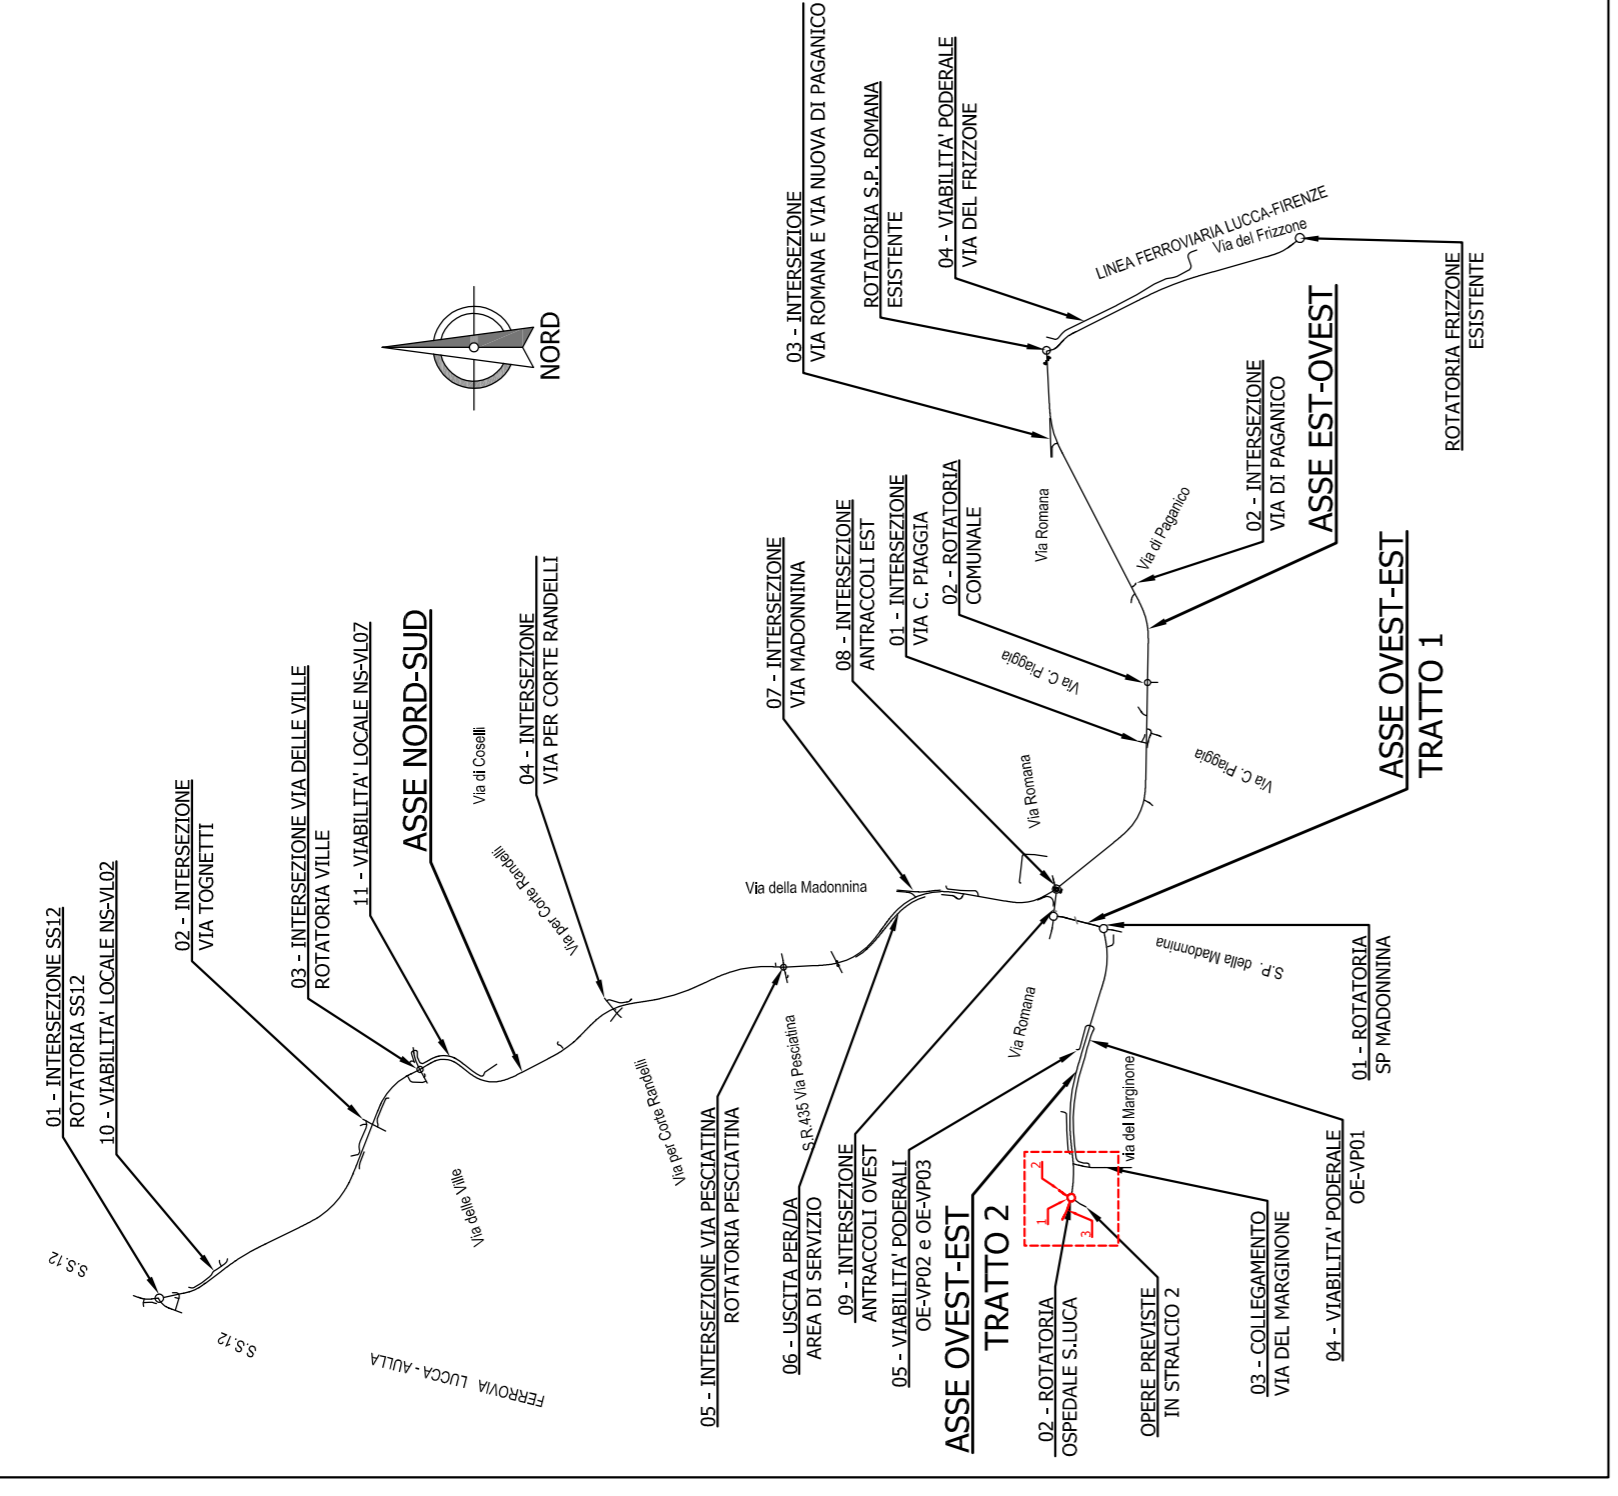 01 - INTERSEZIONE SS12
ROTATORIA SS12
10 - VIABILITA' LOCALE NS-VL02
02 - INTERSEZIONE
VIA TOGNETTI
03 - INTERSEZIONE VIA DELLE VILLE
ROTATORIA VILLE
11 - VIABILITA' LOCALE NS-VL07
ASSE NORD-SUD
Via di Coselli
04 - INTERSEZIONE
VIA PER CORTE RANDELLI
Via per Corte Randelli
NORD
S.S.12
S.S.12
FERROVIA LUCCA - AULLA
Via delle Ville
Via per Corte Randelli
05 - INTERSEZIONE VIA PESCIATINA
ROTATORIA PESCIATINA
S.R.435 Via Pesciatina
06 - USCITA PER/DA
AREA DI SERVIZIO
Via della Madonnina
07 - INTERSEZIONE
VIA MADONNINA
08 - INTERSEZIONE
ANTRACCOLI EST
09 - INTERSEZIONE
ANTRACCOLI OVEST
01 - INTERSEZIONE
VIA C. PIAGGIA
02 - ROTATORIA
COMUNALE
03 - INTERSEZIONE
VIA ROMANA E VIA NUOVA DI PAGANICO
ROTATORIA S.P. ROMANA
ESISTENTE
04 - VIABILITA' PODERALE
VIA DEL FRIZZONE
LINEA FERROVIARIA LUCCA-FIRENZE
Via del Frizzone
ROTATORIA FRIZZONE
ESISTENTE
Via Romana
Via di Paganico
02 - INTERSEZIONE
VIA DI PAGANICO
ASSE EST-OVEST
Via C. Piaggia
Via C. Piaggia
Via Romana
ASSE OVEST-EST
TRATTO 1
S.P. della Madonnina
01 - ROTATORIA
SP MADONNINA
Via Romana
05 - VIABILITA' PODERALI
OE-VP02 e OE-VP03
ASSE OVEST-EST
TRATTO 2
via del Marginone
1
2
3
02 - ROTATORIA
OSPEDALE S.LUCA
OPERE PREVISTE
IN STRALCIO 2
03 - COLLEGAMENTO
VIA DEL MARGINONE
04 - VIABILITA' PODERALE
OE-VP01